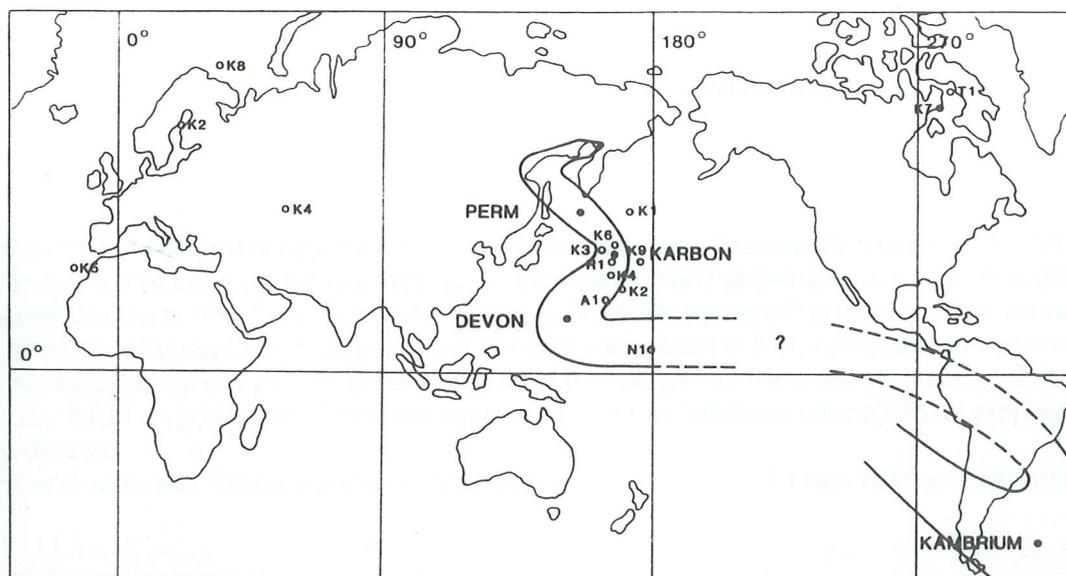 0° 90° 180° 270°
K8
T1
K7
K2
K4
PERM K1
K6
K3 K9 KARBON
R1
K5
K4
K2
A1
DEVON
?
0° N1
KAMBRIUM